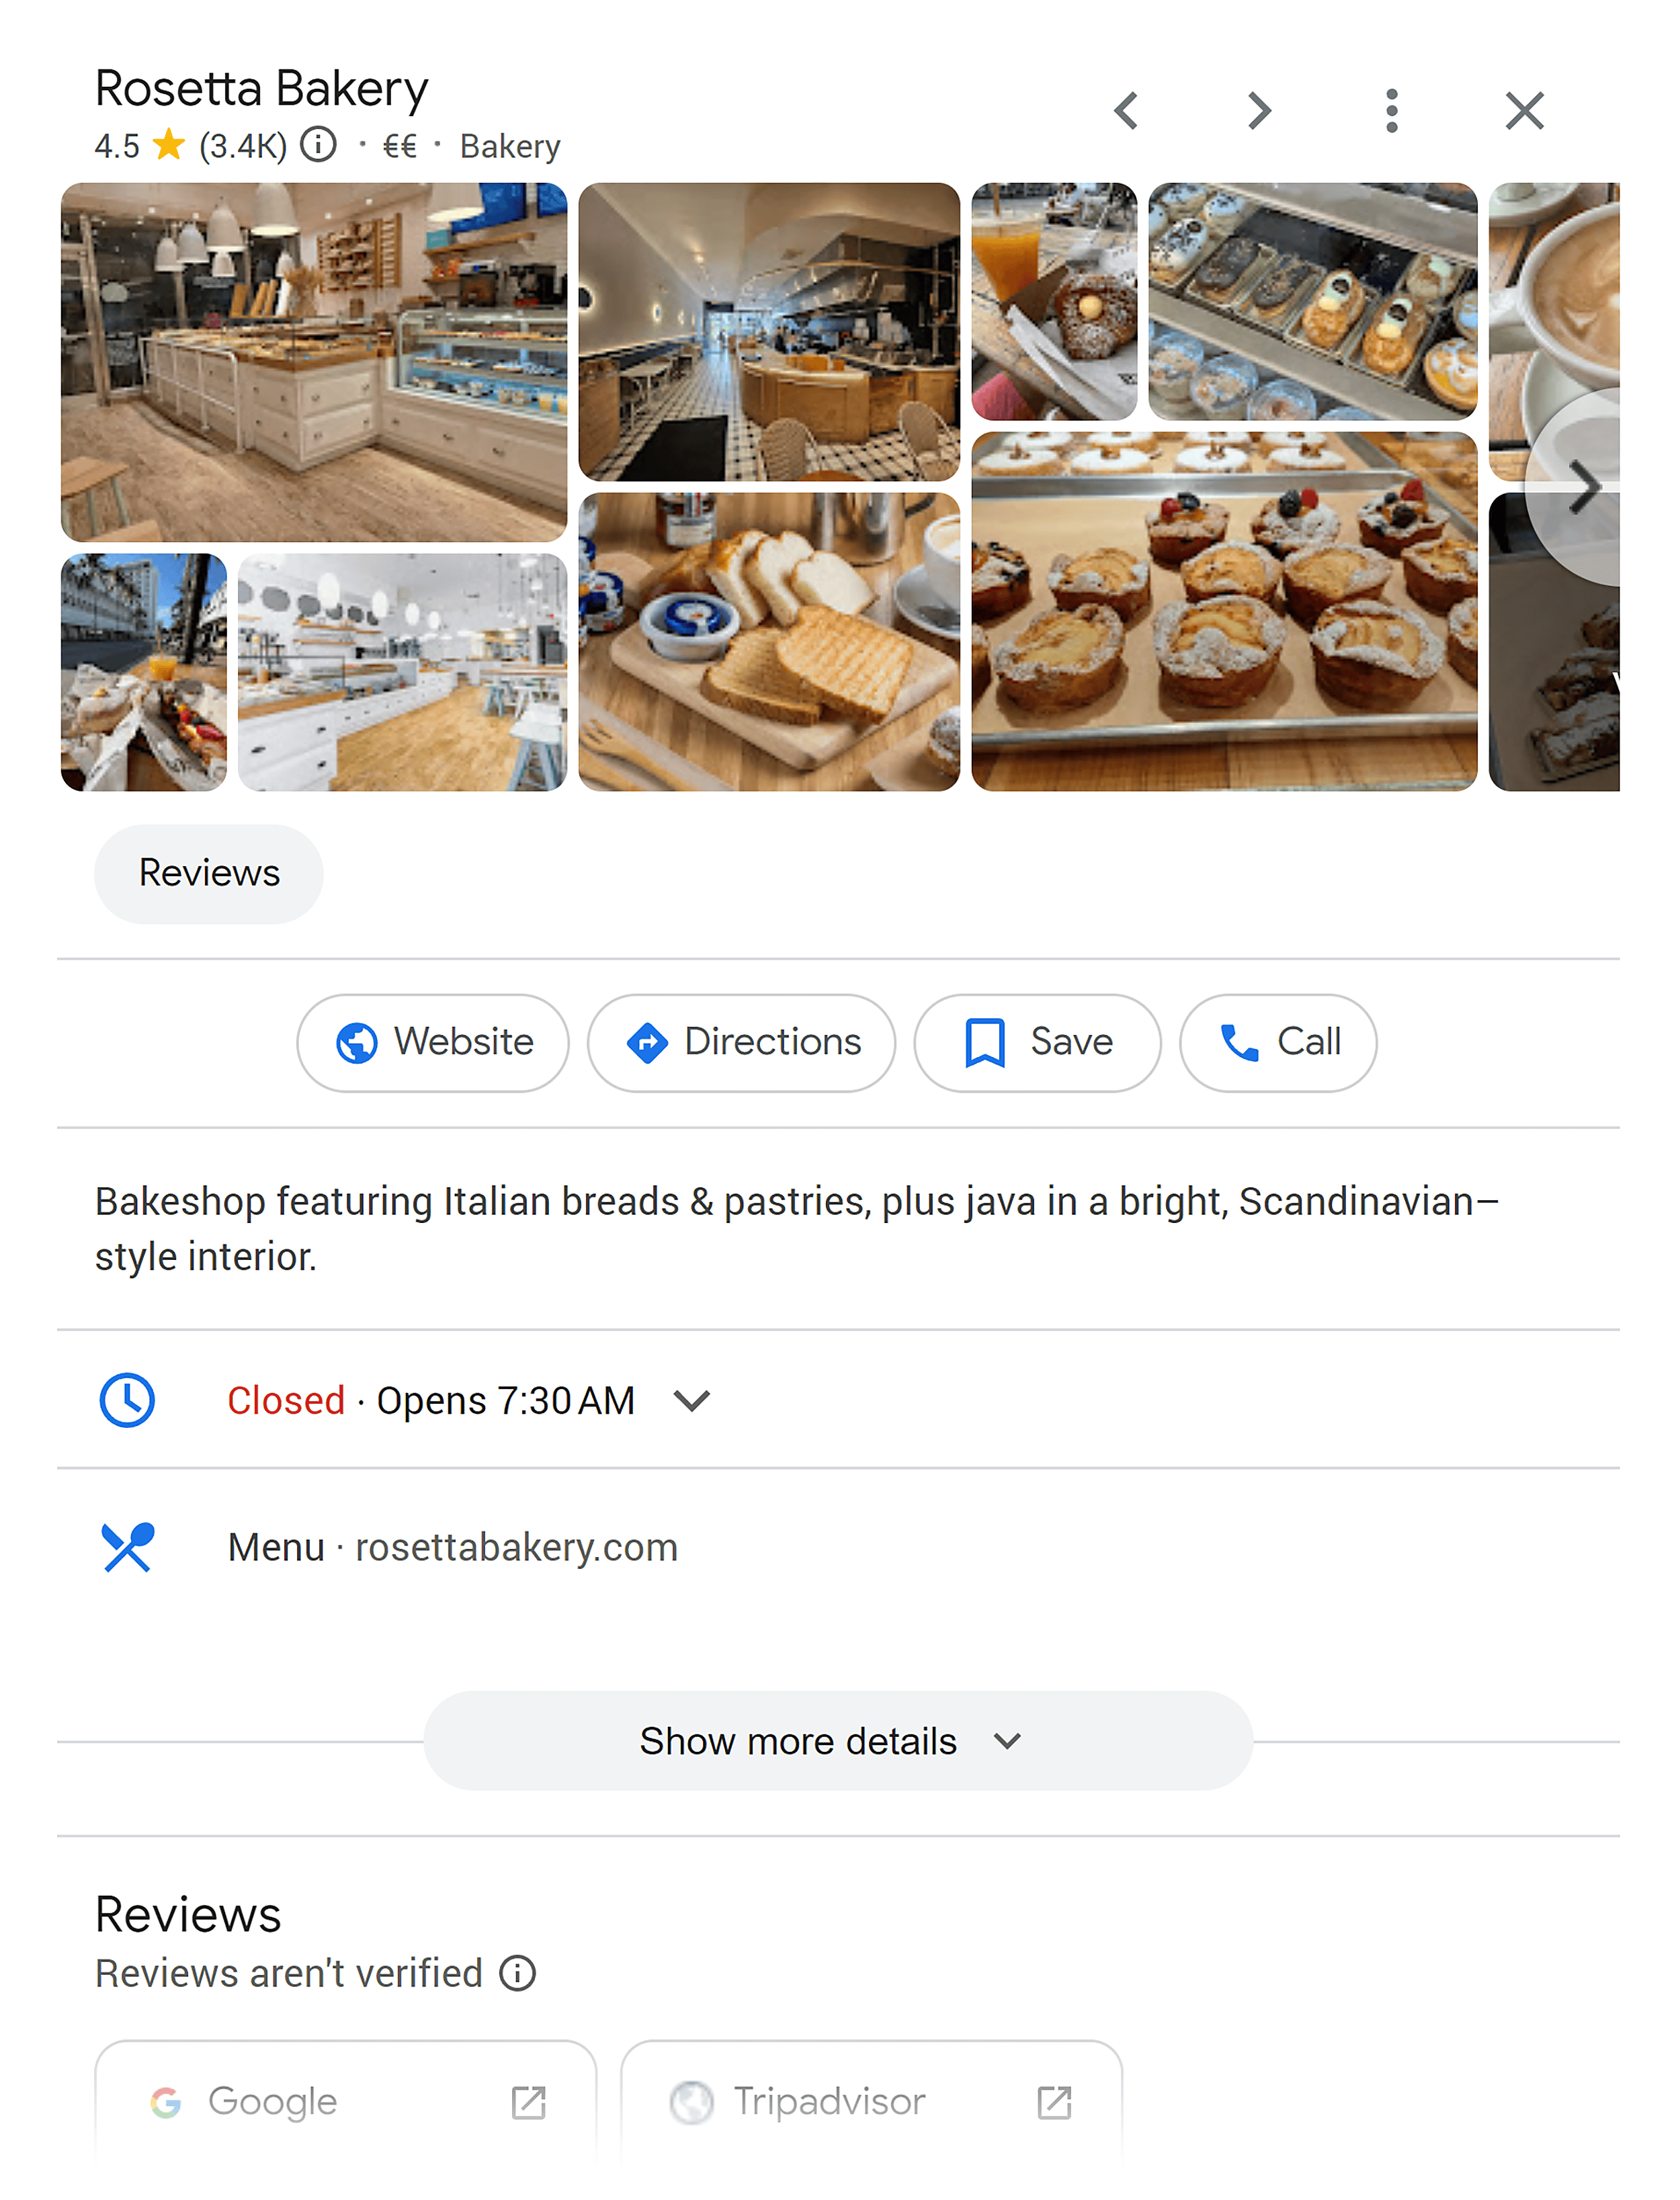 Rosetta Bakery
4.5 ★ (3.4K) · €€ · Bakery
Reviews
Website
Directions
Save
Call
Bakeshop featuring Italian breads & pastries, plus java in a bright, Scandinavian–
style interior.
Closed · Opens 7:30 AM
Menu · rosettabakery.com
Show more details
Reviews
Reviews aren't verified
Google
Tripadvisor